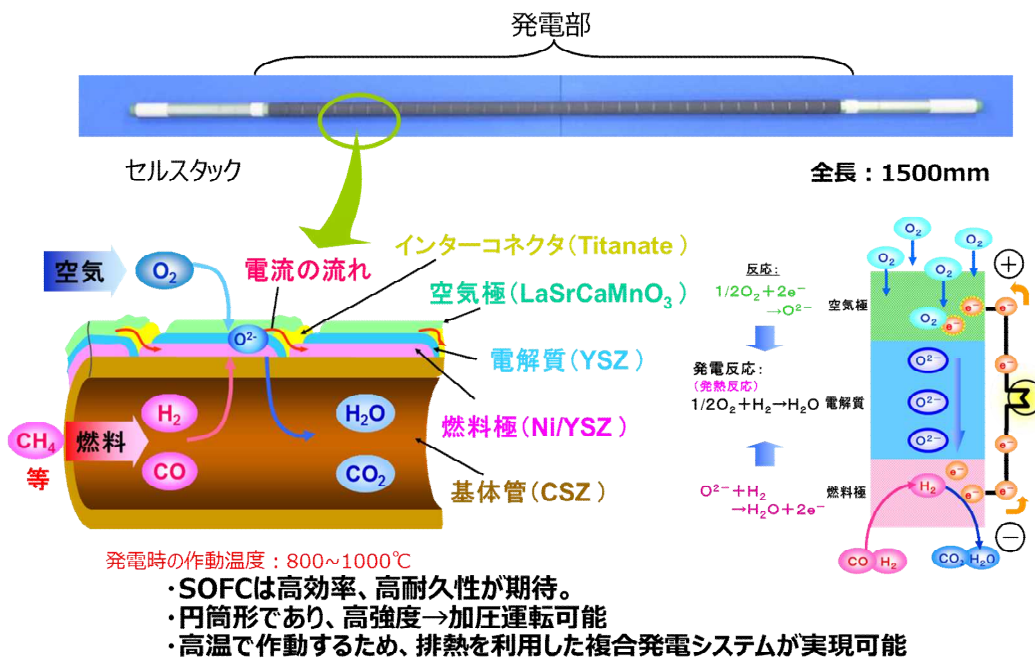 発電部
セルスタック
全長：1500mm
空気
O₂
電流の流れ
インターコネクタ(Titanate)
空気極(LaSrCaMnO₃)
電解質(YSZ)
燃料極(Ni/YSZ)
基体管(CSZ)
O²⁻
CH₄
等
燃料
H₂
CO
H₂O
CO₂
反応:
1/2O₂＋2e⁻
→O²⁻
発電反応：
(発熱反応)
1/2O₂＋H₂→H₂O
O²⁻＋H₂
→H₂O＋2e⁻
空気極
電解質
燃料極
O₂
O₂
O₂
O₂
O₂
e⁻
e⁻
O²⁻
O²⁻
O²⁻
e⁻
e⁻
H₂
CO
H₂
CO₂
H₂O
＋
e⁻
e⁻
e⁻
e⁻
－
発電時の作動温度：800~1000℃
・SOFCは高効率、高耐久性が期待。
・円筒形であり、高強度→加圧運転可能
・高温で作動するため、排熱を利用した複合発電システムが実現可能